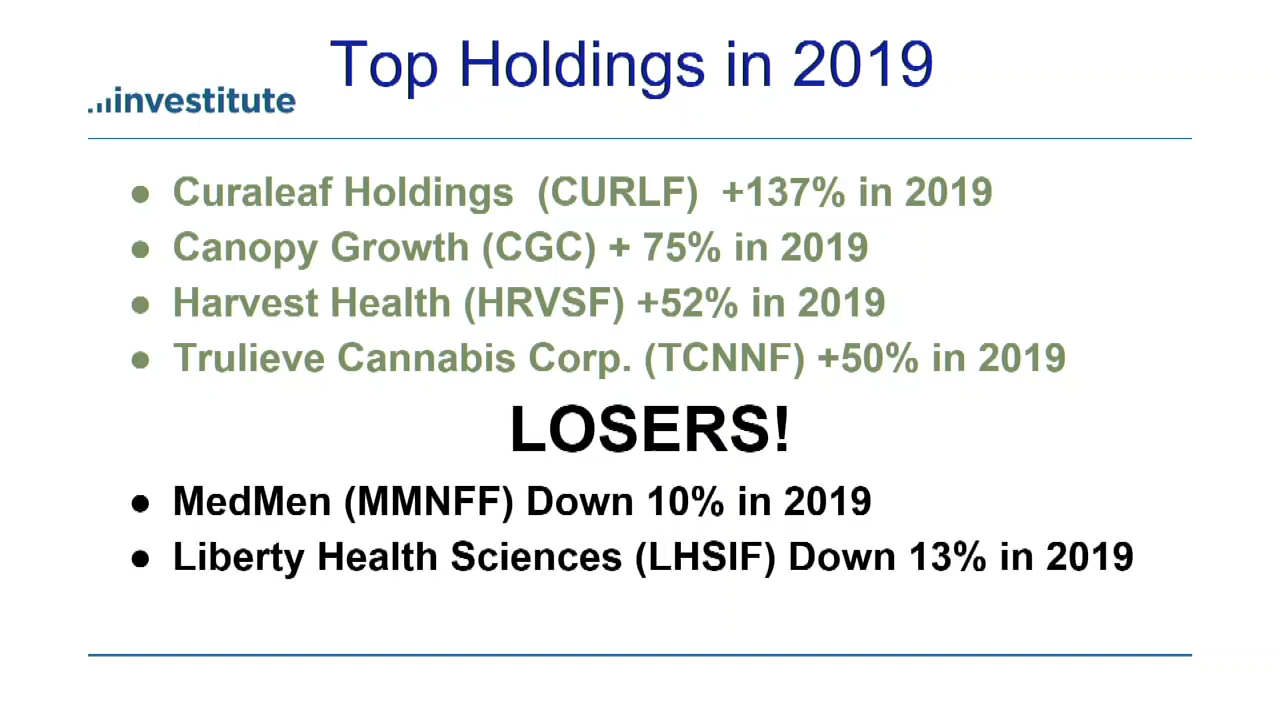 Top Holdings in 2019
investitute
● Curaleaf Holdings (CURLF) +137% in 2019
● Canopy Growth (CGC) + 75% in 2019
● Harvest Health (HRVSF) +52% in 2019
● Trulieve Cannabis Corp. (TCNNF) +50% in 2019
LOSERS!
● MedMen (MMNFF) Down 10% in 2019
● Liberty Health Sciences (LHSIF) Down 13% in 2019